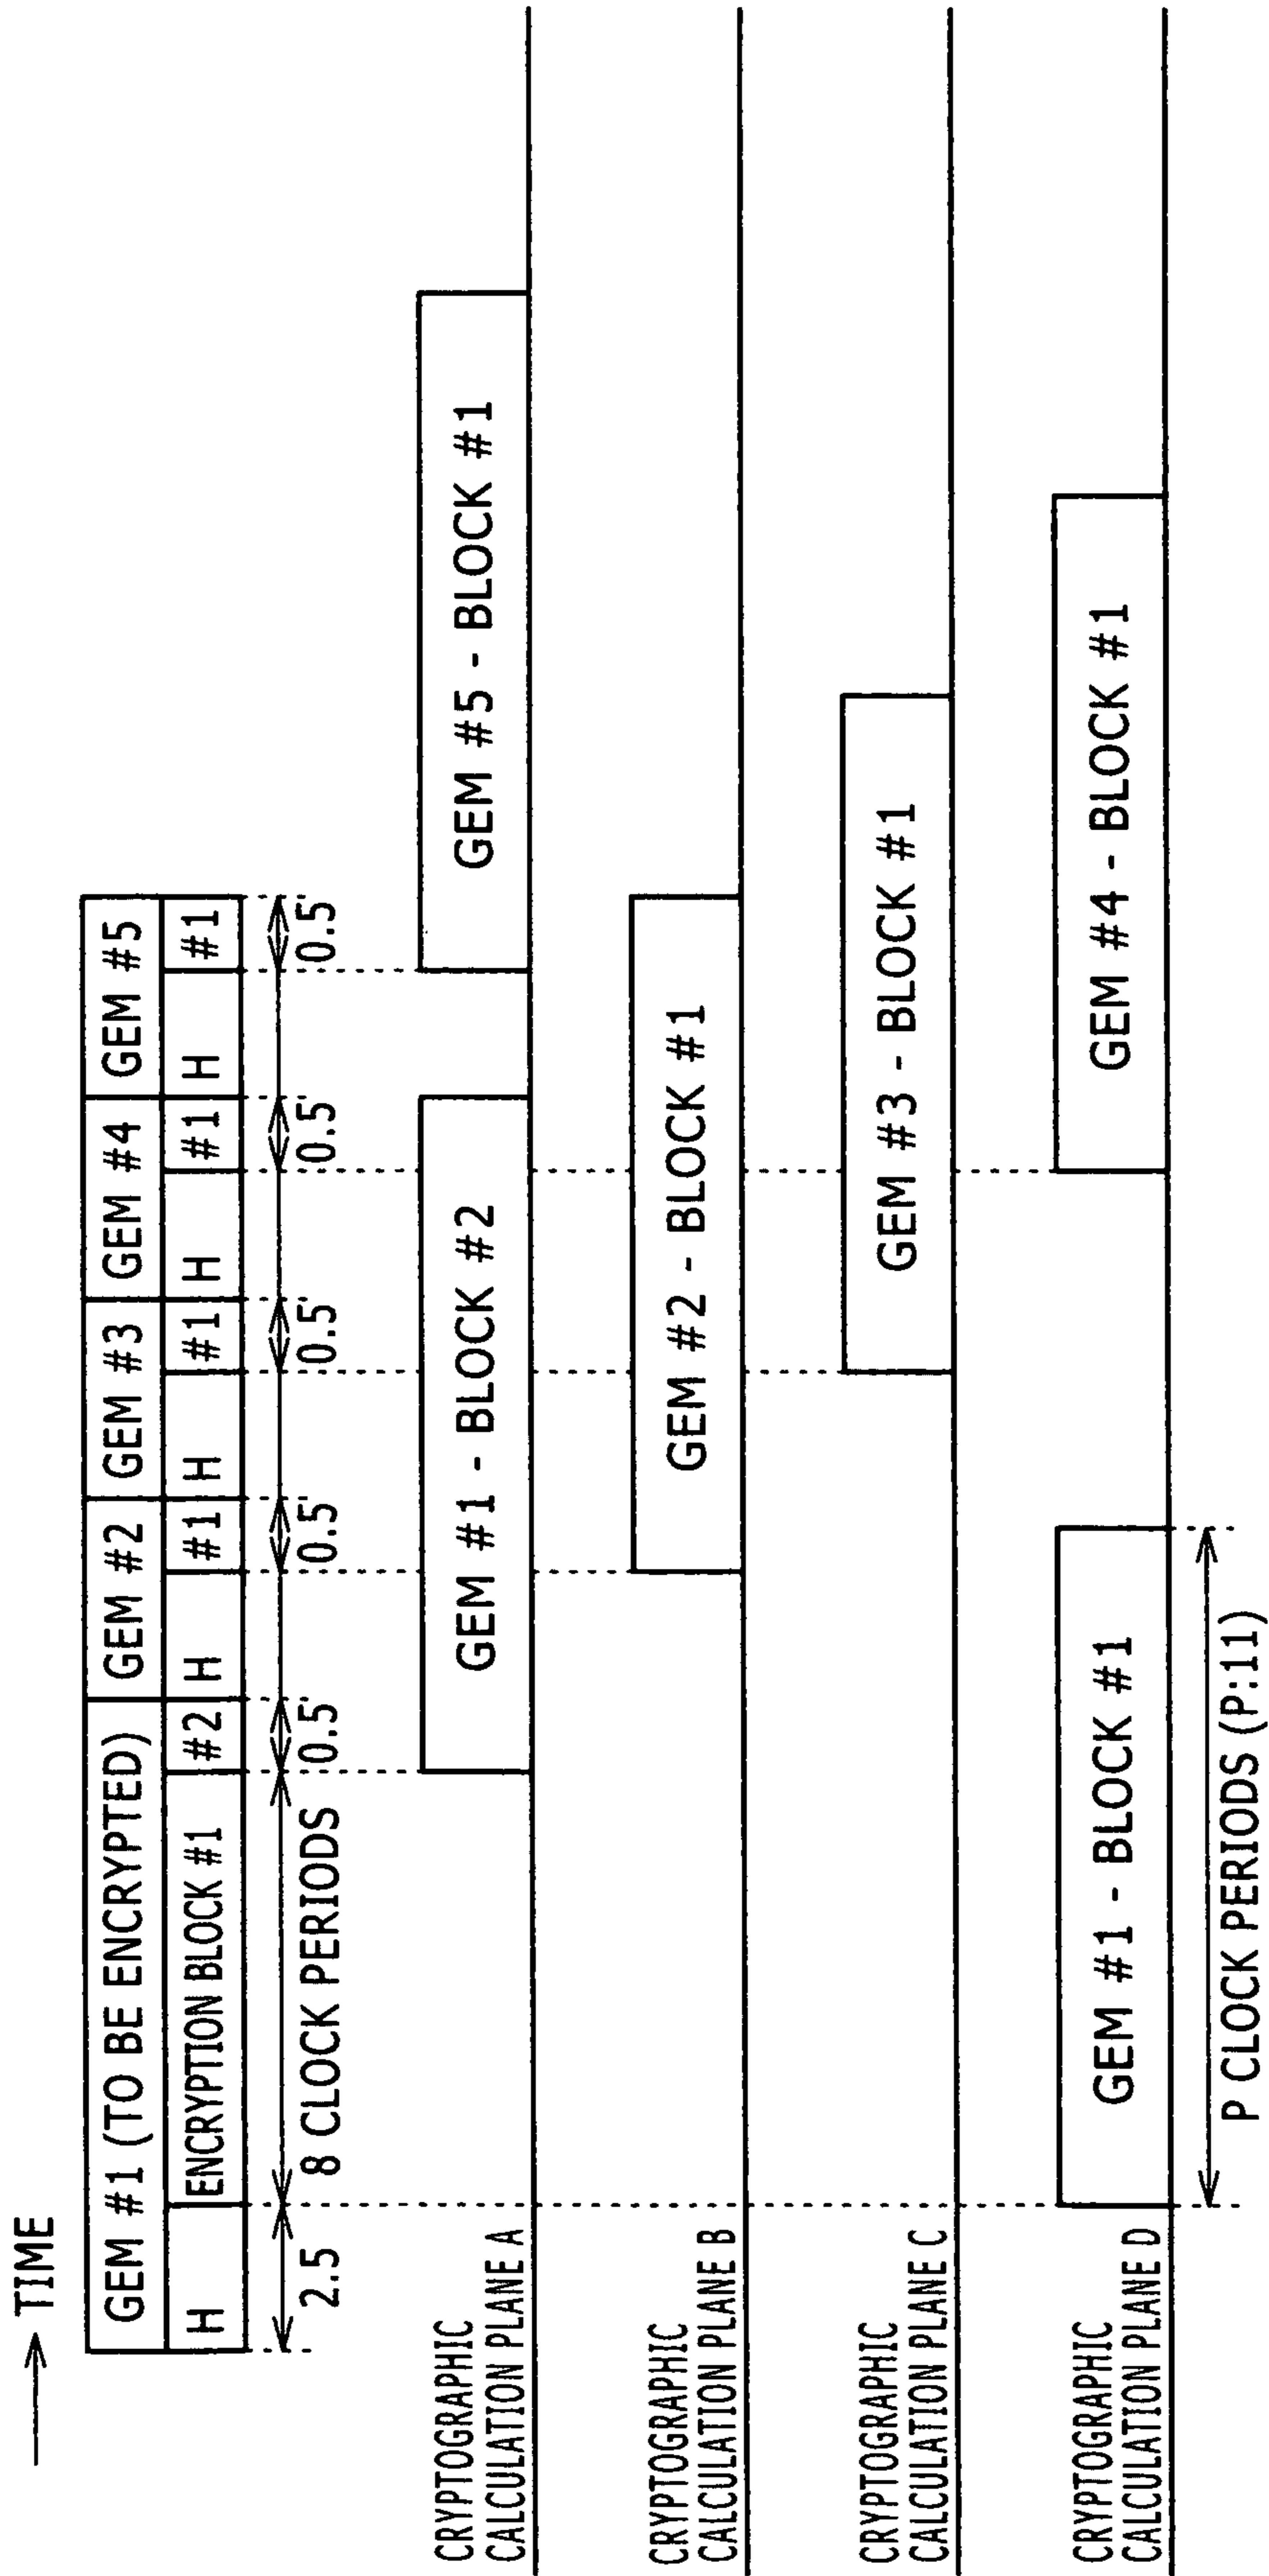 TIME
GEM #1 (TO BE ENCRYPTED) GEM #2 GEM #3 GEM #4 GEM #5
H ENCRYPTION BLOCK #1 #2 H #1 H #1 H #1 H #1
2.5 8 CLOCK PERIODS 0.5 0.5 0.5 0.5 0.5
CRYPTOGRAPHIC
CALCULATION PLANE A
GEM #1 - BLOCK #2
GEM #5 - BLOCK #1
CRYPTOGRAPHIC
CALCULATION PLANE B
GEM #2 - BLOCK #1
CRYPTOGRAPHIC
CALCULATION PLANE C
GEM #3 - BLOCK #1
CRYPTOGRAPHIC
CALCULATION PLANE D
GEM #1 - BLOCK #1
GEM #4 - BLOCK #1
P CLOCK PERIODS (P:11)